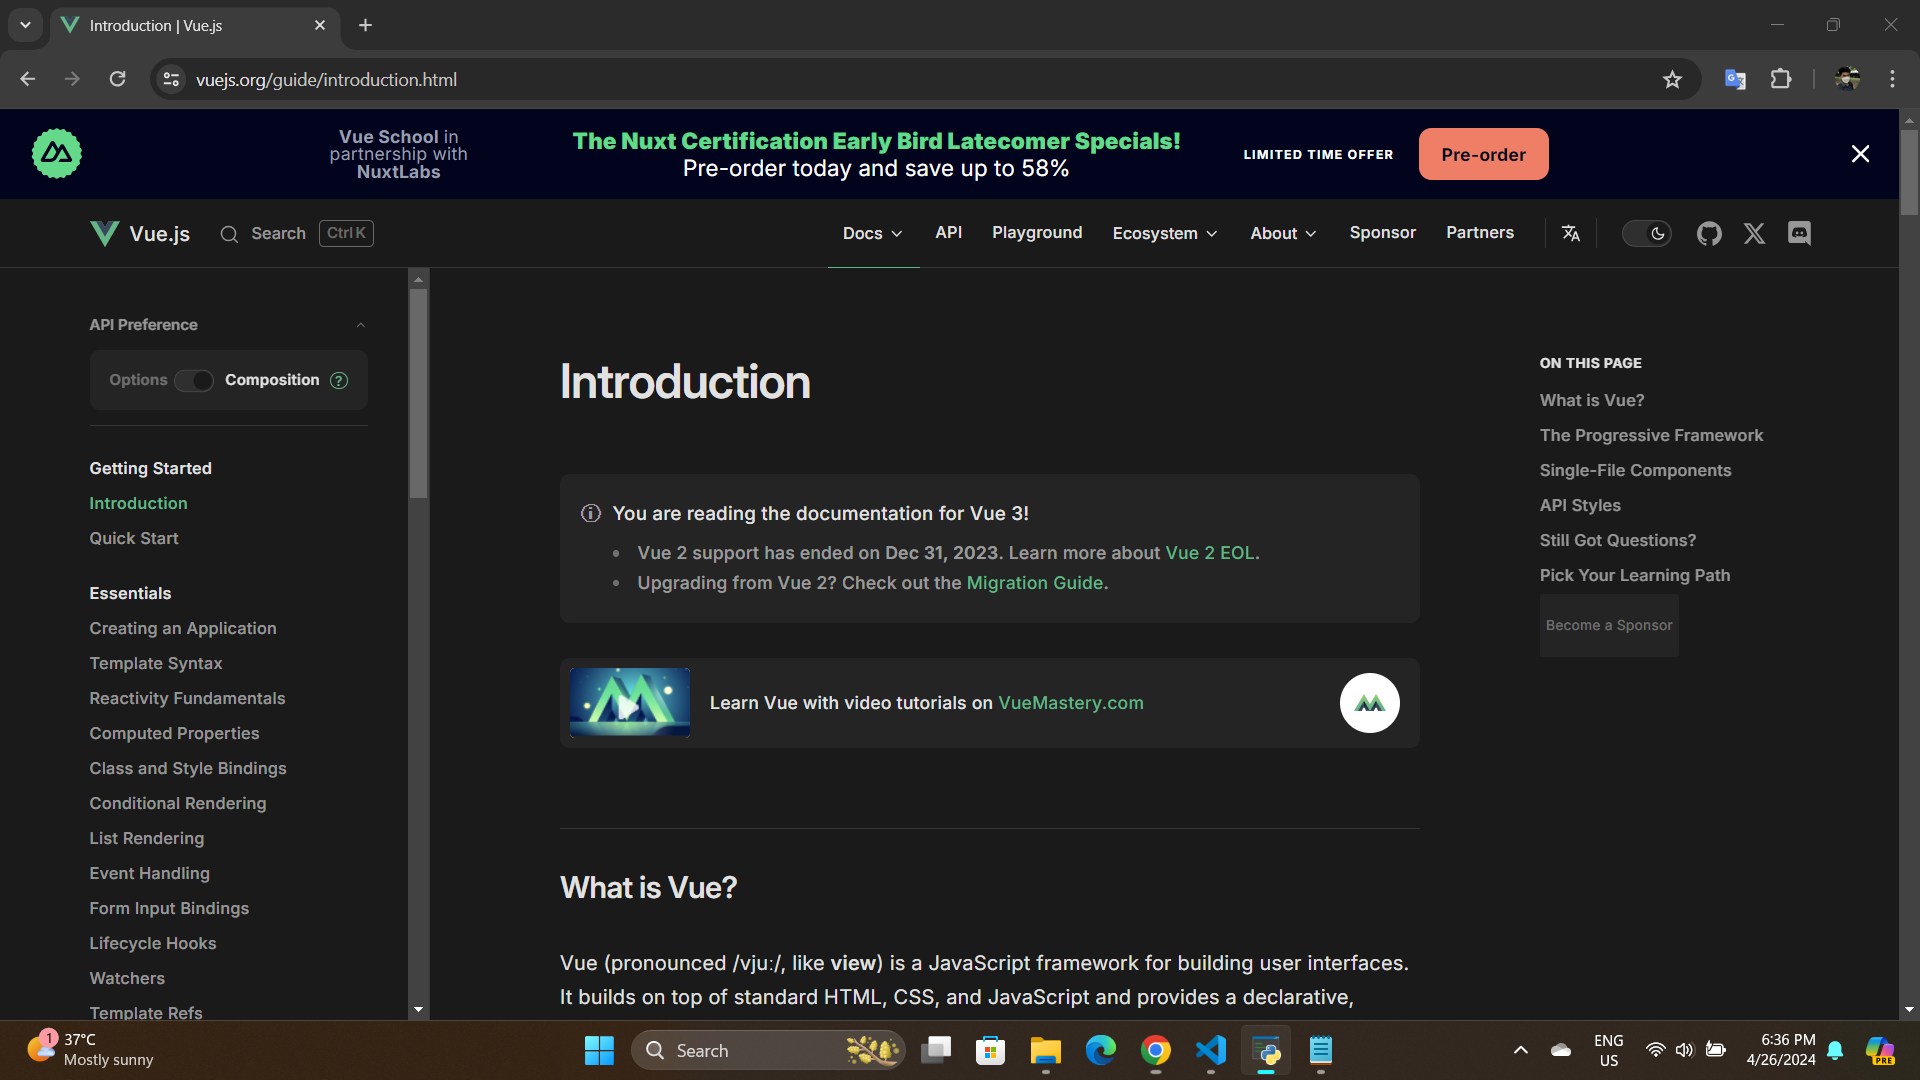 Introduction | Vue.js
vuejs.org/guide/introduction.html
Vue School in
partnership with
NuxtLabs
The Nuxt Certification Early Bird Latecomer Specials!
Pre-order today and save up to 58%
LIMITED TIME OFFER
Pre-order
Vue.js
Search
Ctrl K
Docs
API
Playground
Ecosystem
About
Sponsor
Partners
API Preference
Options
Composition
?
Getting Started
Introduction
Quick Start
Essentials
Creating an Application
Template Syntax
Reactivity Fundamentals
Computed Properties
Class and Style Bindings
Conditional Rendering
List Rendering
Event Handling
Form Input Bindings
Lifecycle Hooks
Watchers
Template Refs
Introduction
You are reading the documentation for Vue 3!
• Vue 2 support has ended on Dec 31, 2023. Learn more about Vue 2 EOL.
• Upgrading from Vue 2? Check out the Migration Guide.
Learn Vue with video tutorials on VueMastery.com
What is Vue?
Vue (pronounced /vjuː/, like view) is a JavaScript framework for building user interfaces.
It builds on top of standard HTML, CSS, and JavaScript and provides a declarative,
ON THIS PAGE
What is Vue?
The Progressive Framework
Single-File Components
API Styles
Still Got Questions?
Pick Your Learning Path
Become a Sponsor
1
37°C
Mostly sunny
Search
ENG
US
6:36 PM
4/26/2024
PRE